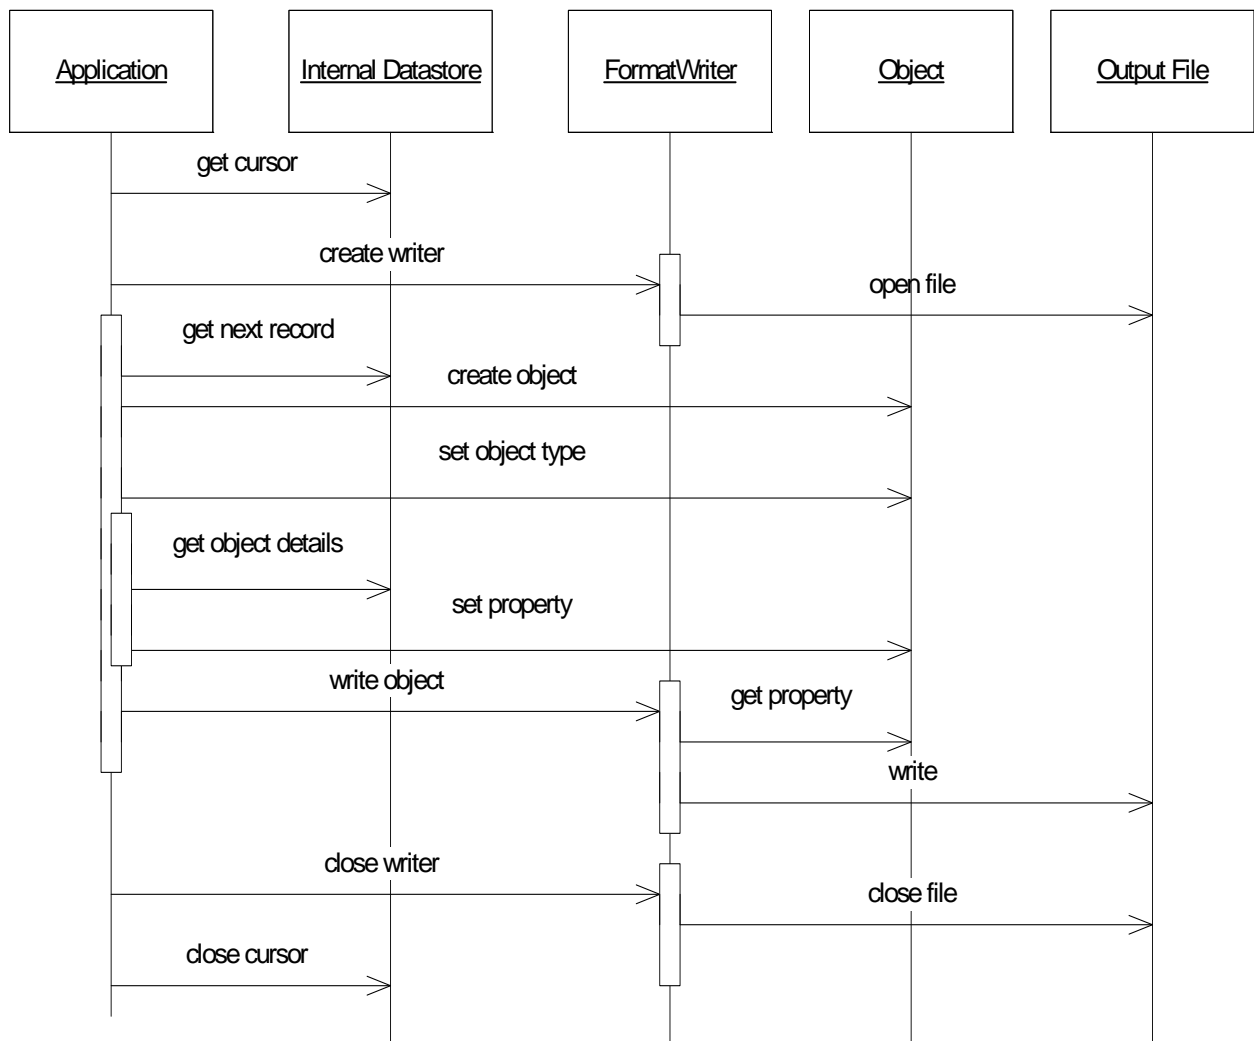 Application
Internal Datastore
FormatWriter
Object
Output File
get cursor
create writer
open file
get next record
create object
set object type
get object details
set property
write object
get property
write
close writer
close file
close cursor